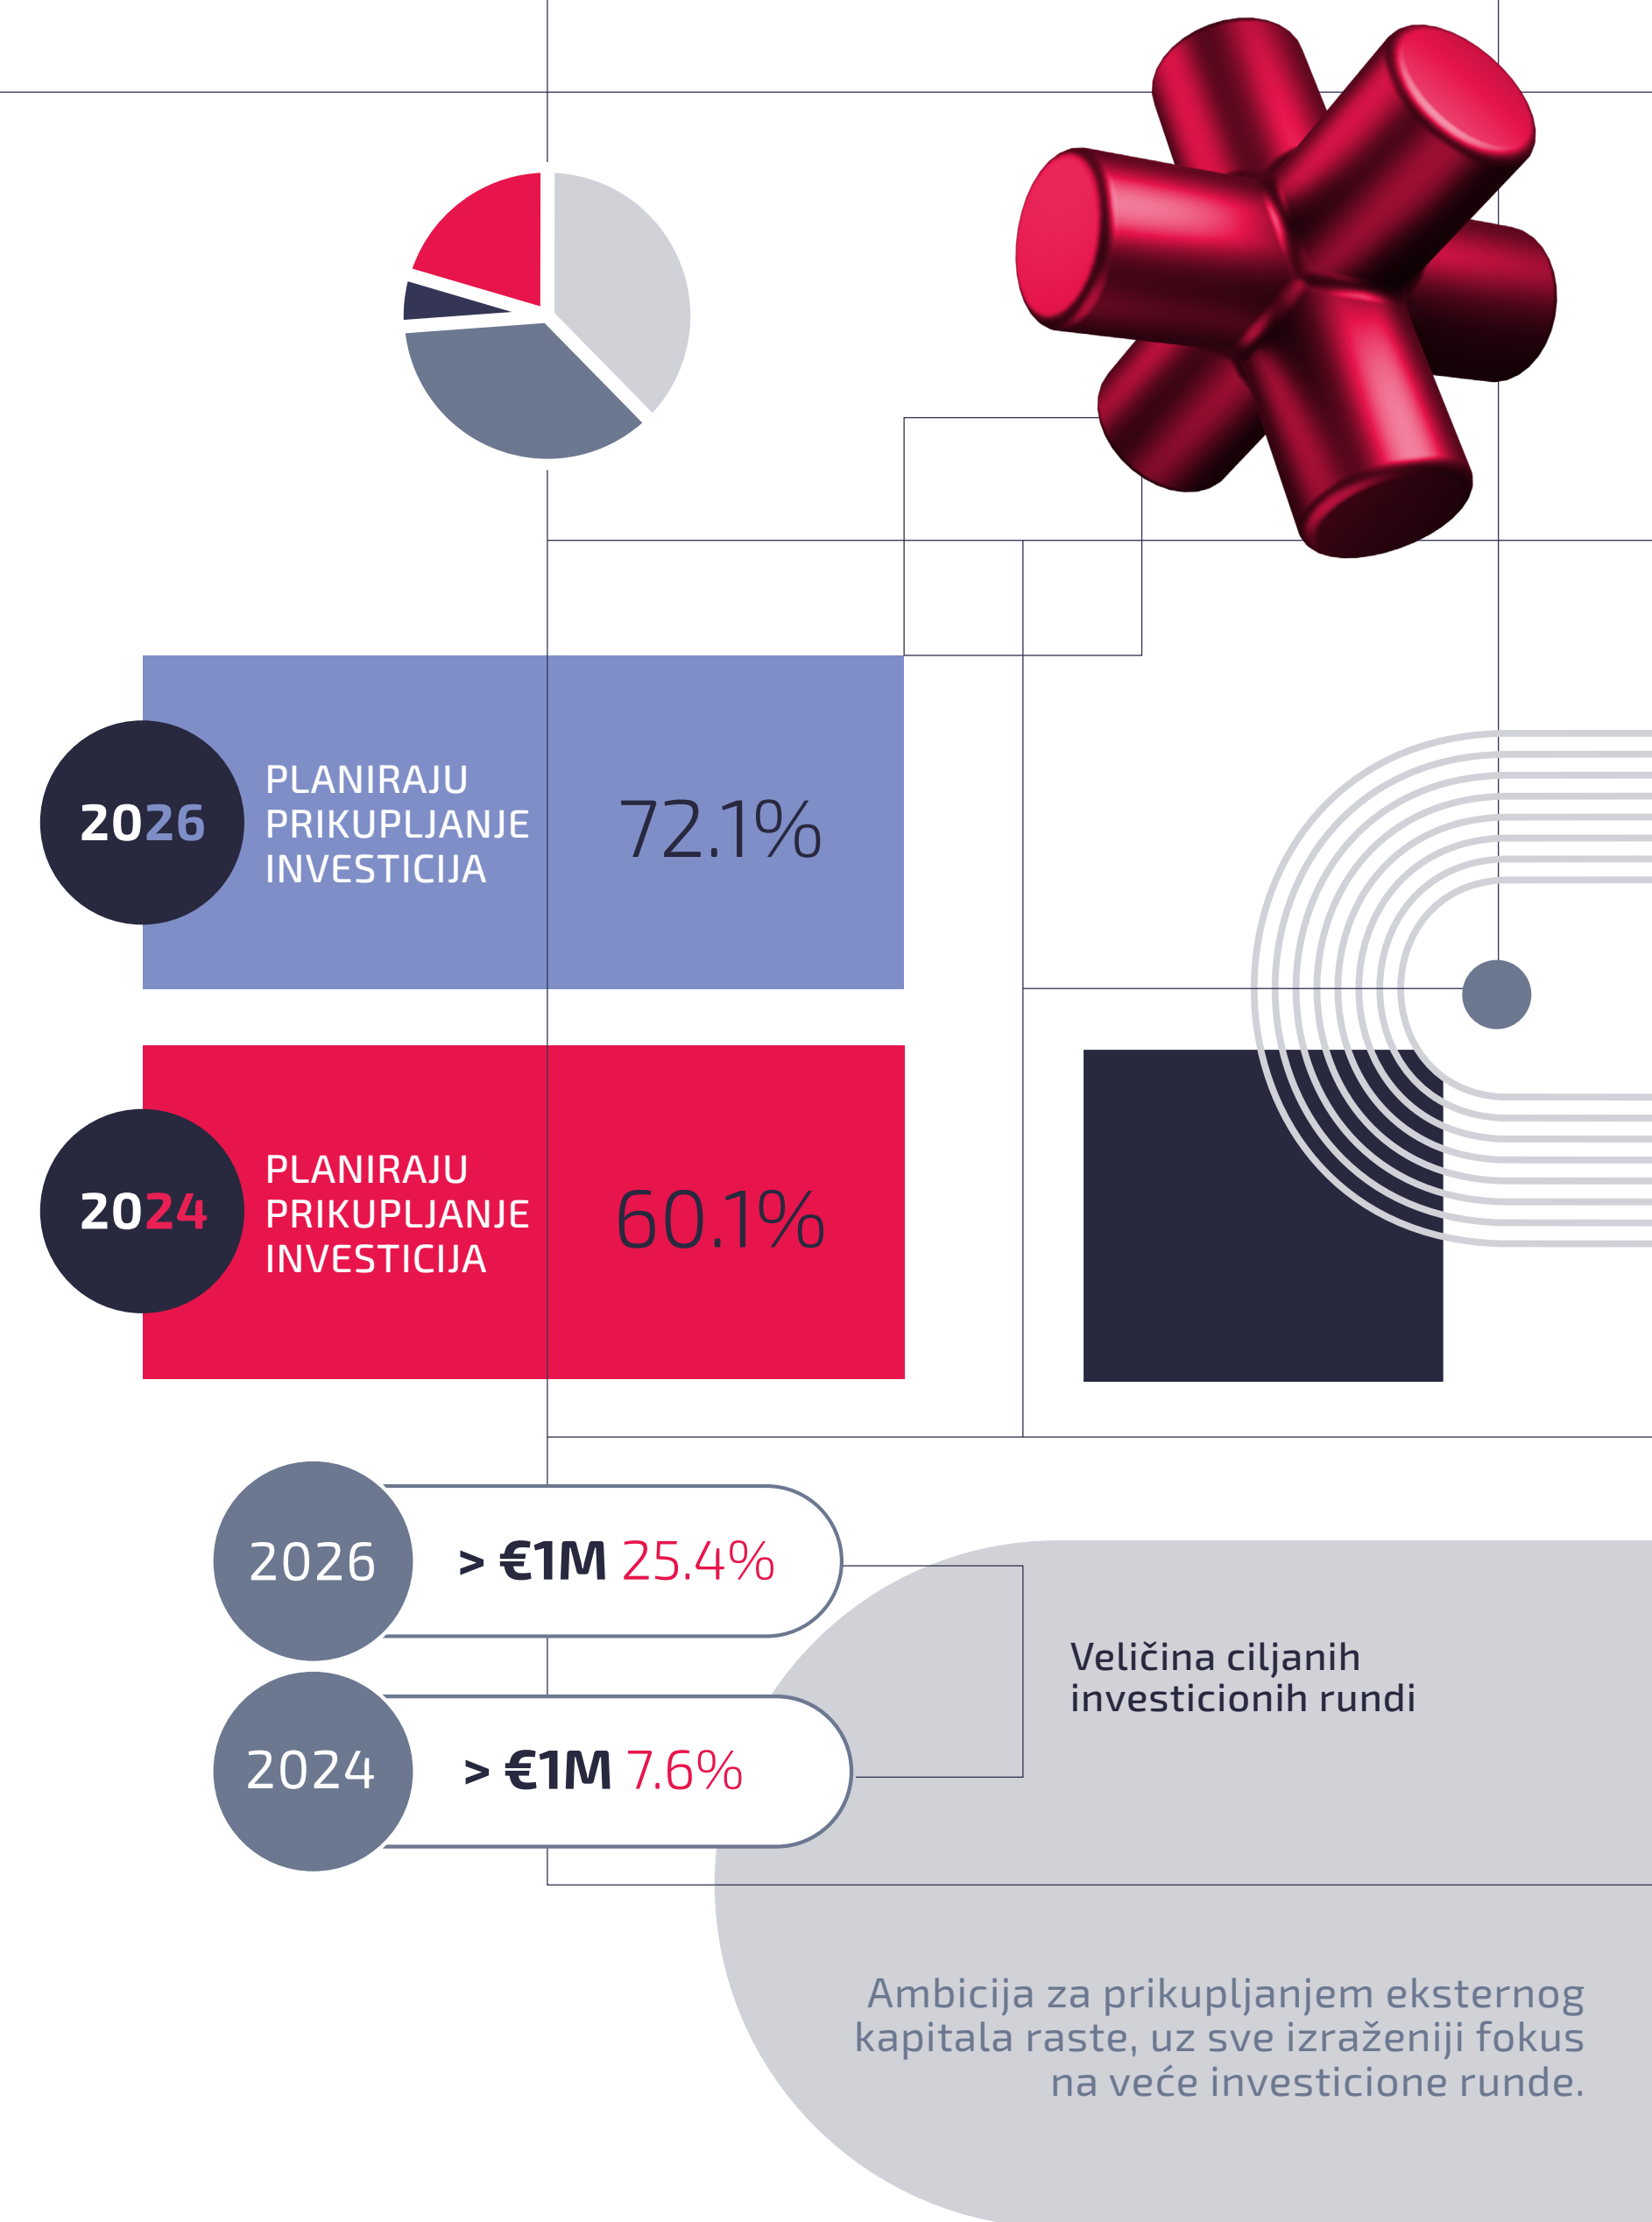 2026
PLANIRAJU
PRIKUPLJANJE
INVESTICIJA
72.1%
2024
PLANIRAJU
PRIKUPLJANJE
INVESTICIJA
60.1%
2026
> €1M 25.4%
2024
> €1M 7.6%
Veličina ciljanih
investicionih rundi
Ambicija za prikupljanjem eksternog
kapitala raste, uz sve izraženiji fokus
na veće investicione runde.